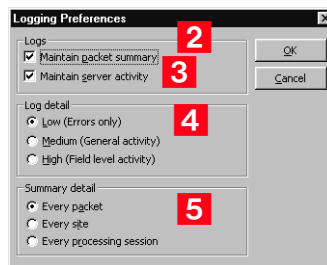 Logging Preferences
Logs
2
Maintain packet summary
OK
Maintain server activity
3
Cancel
Log detail
Low (Errors only)
4
Medium (General activity)
High (Field level activity)
Summary detail
Every packet
5
Every site
Every processing session